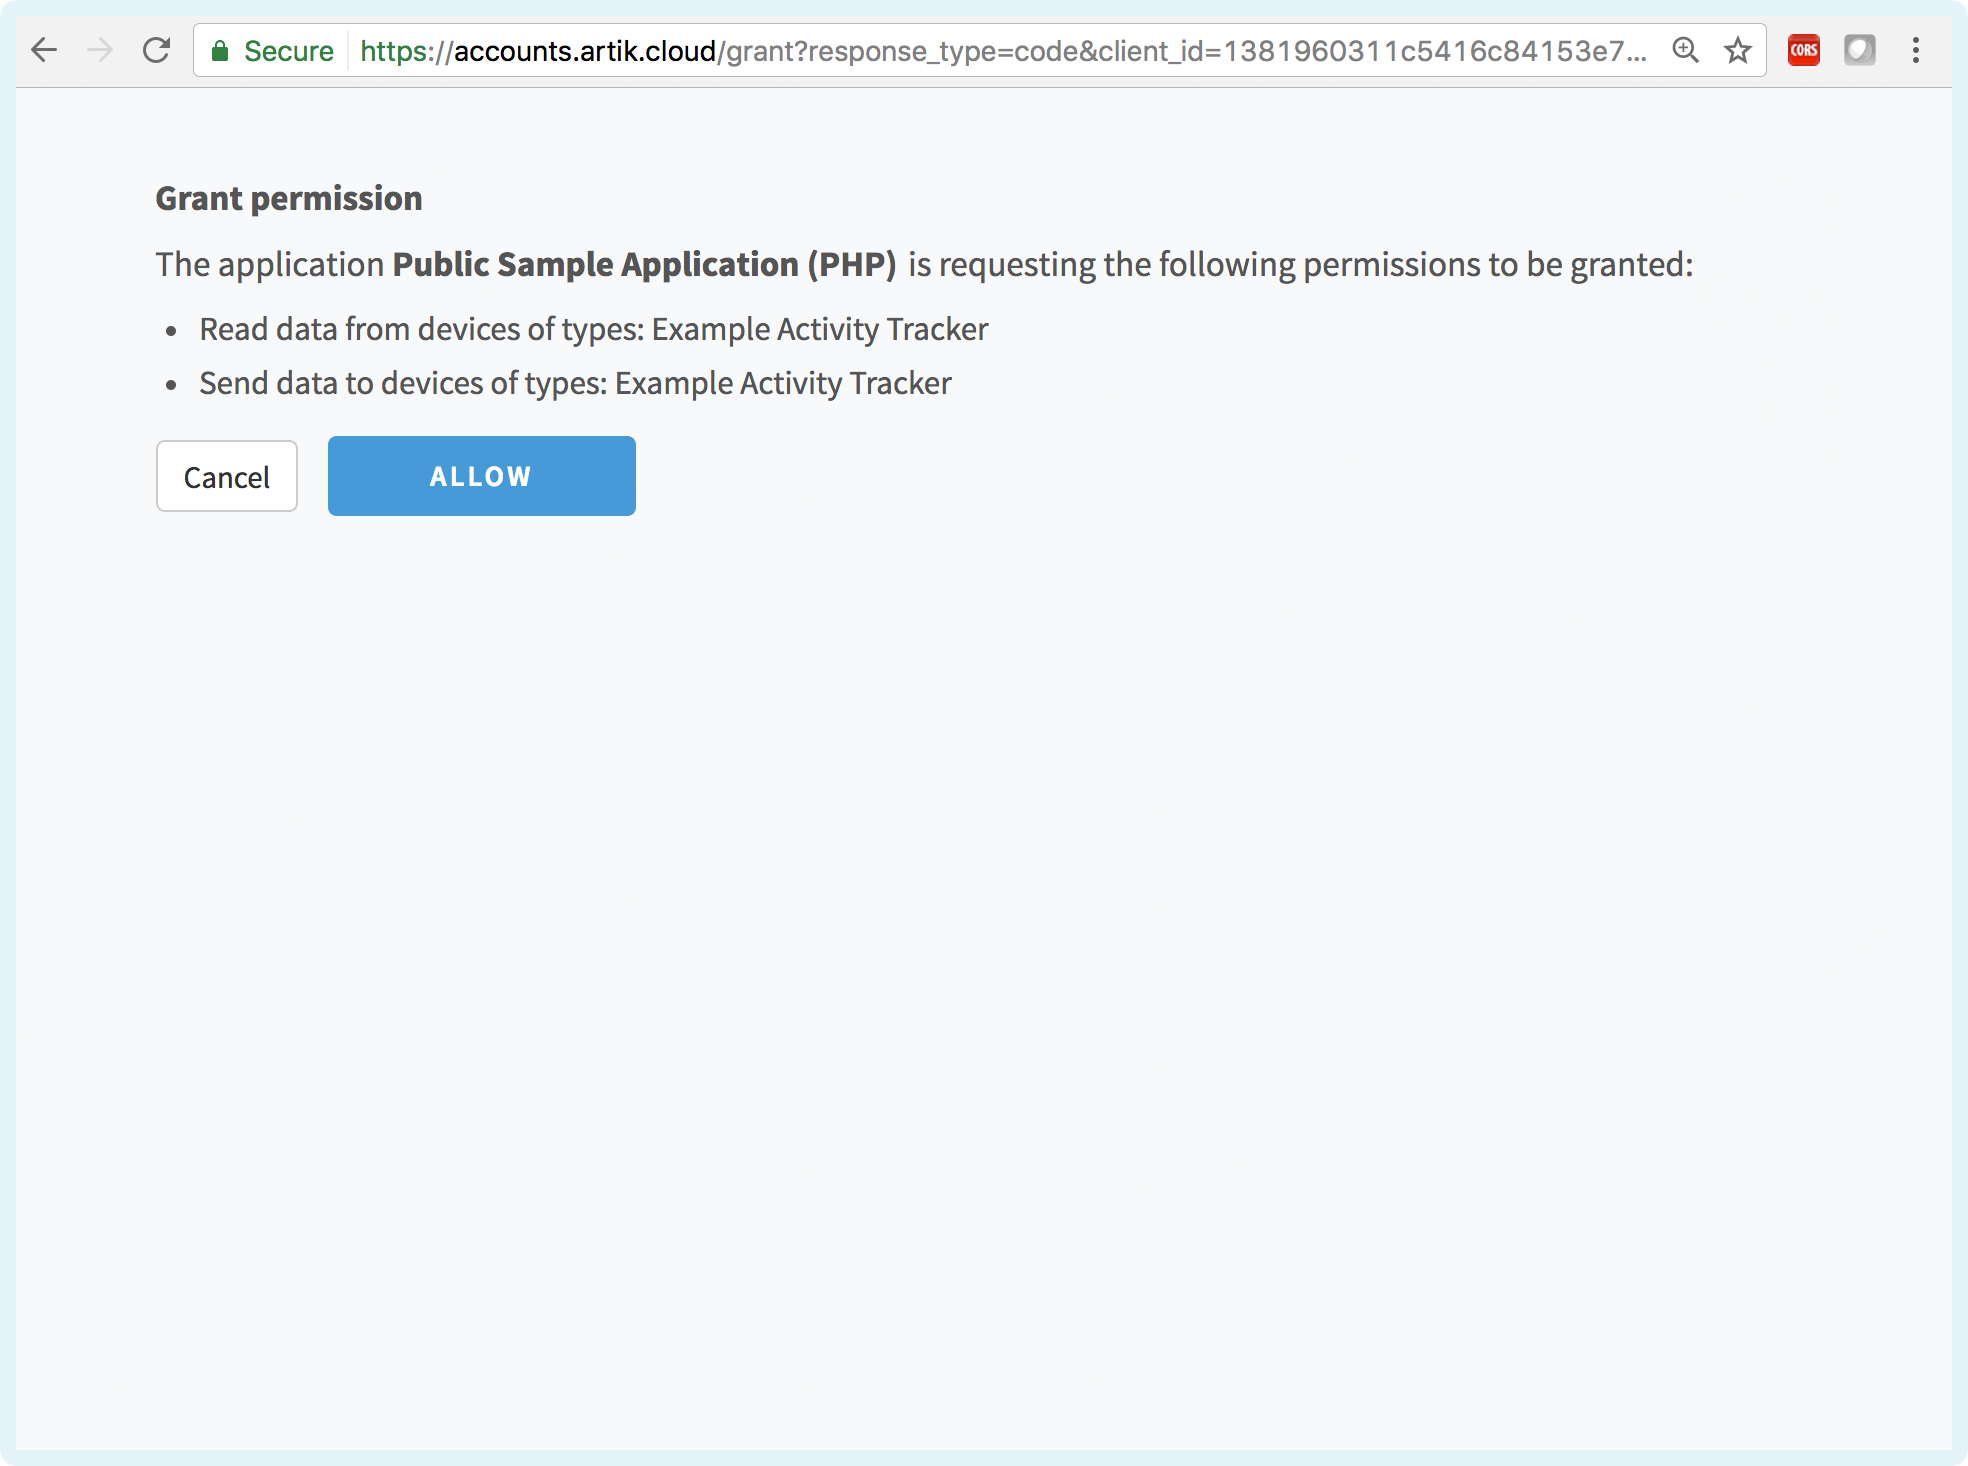 Secure https://accounts.artik.cloud/grant?response_type=code&client_id=1381960311c5416c84153e7... CORS
Grant permission
The application Public Sample Application (PHP) is requesting the following permissions to be granted:
• Read data from devices of types: Example Activity Tracker
• Send data to devices of types: Example Activity Tracker
Cancel ALLOW